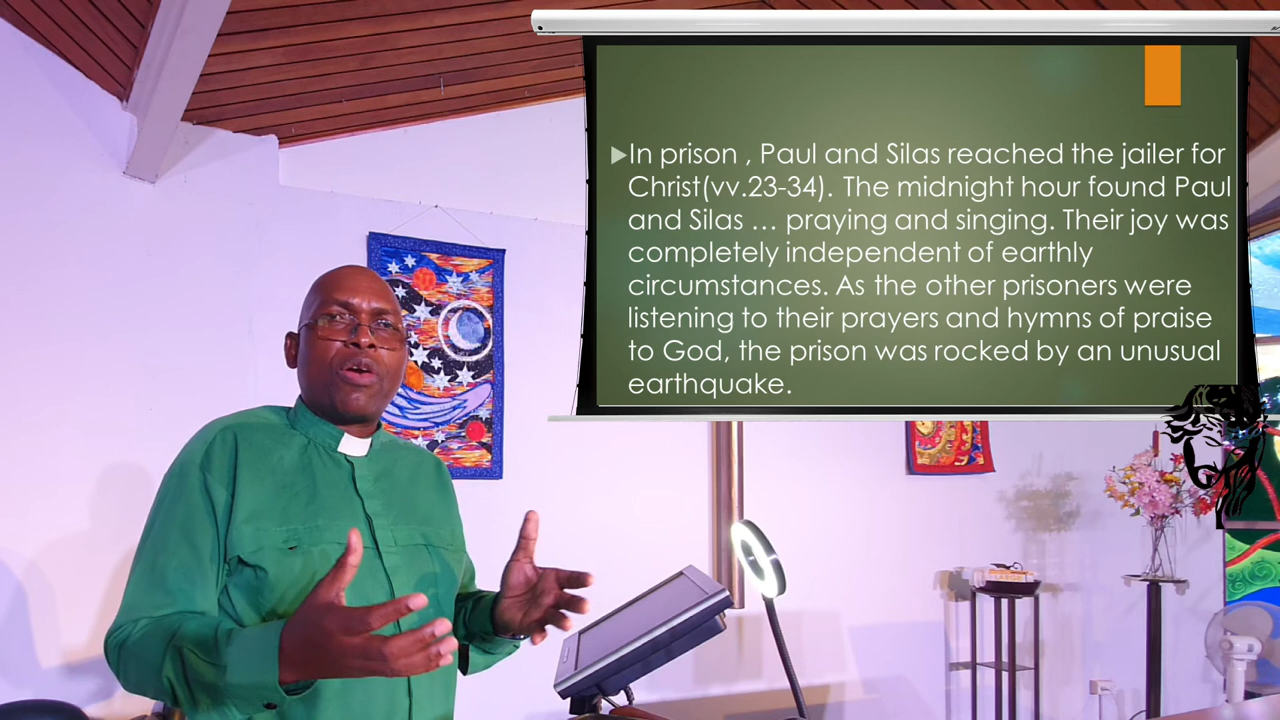 In prison , Paul and Silas reached the jailer for
Christ(vv.23-34). The midnight hour found Paul
and Silas … praying and singing. Their joy was
completely independent of earthly
circumstances. As the other prisoners were
listening to their prayers and hymns of praise
to God, the prison was rocked by an unusual
earthquake.